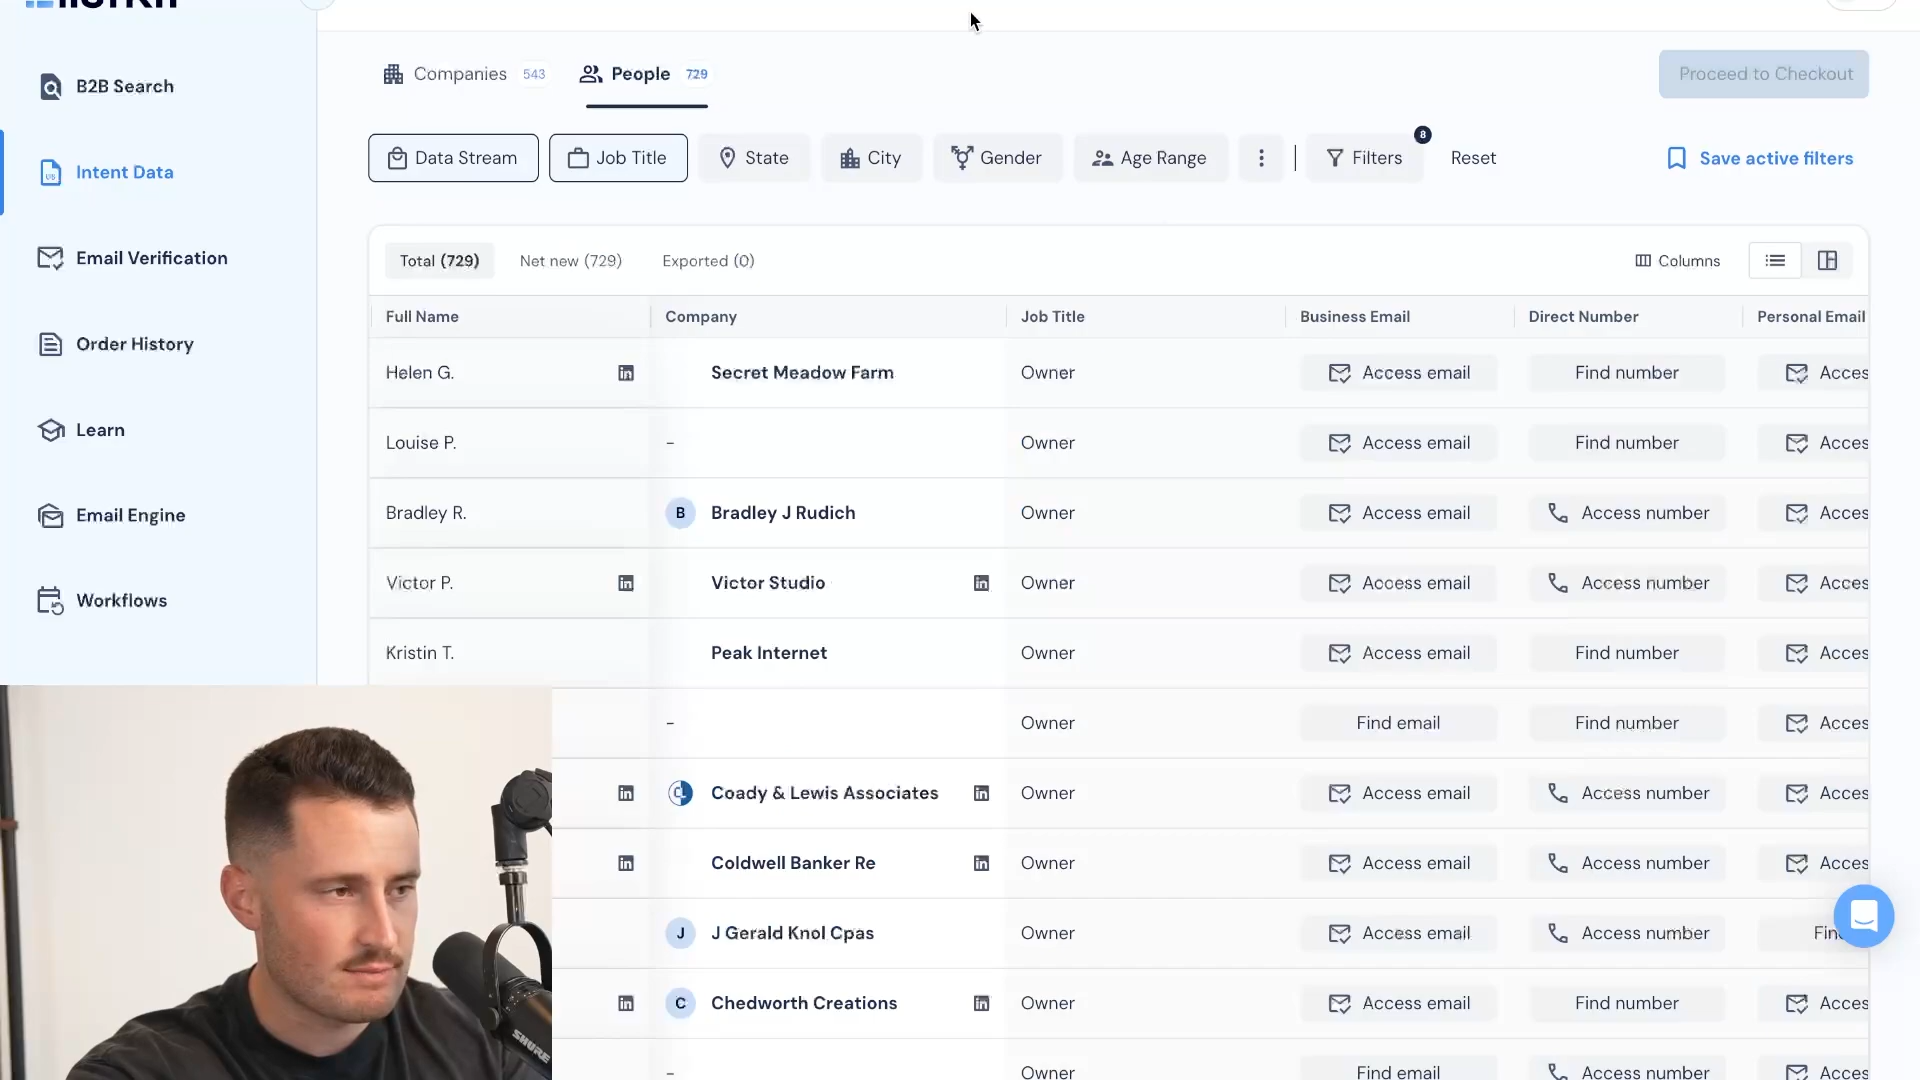 B2B Search
Intent Data
Email Verification
Order History
Learn
Email Engine
Workflows
Companies 543 People 729
Proceed to Checkout
Data Stream Job Title State City Gender Age Range Filters 8 Reset Save active filters
Total (729) Net new (729) Exported (0) Columns
Full Name Company Job Title Business Email Direct Number Personal Email
Helen G. Secret Meadow Farm Owner Access email Find number Acces
Louise P. - Owner Access email Find number Acces
Bradley R. B Bradley J Rudich Owner Access email Access number Acces
Victor P. Victor Studio Owner Access email Access number Acces
Kristin T. Peak Internet Owner Access email Find number Acces
- Owner Find email Find number Acces
Coady & Lewis Associates Owner Access email Access number Acces
Coldwell Banker Re Owner Access email Access number Acces
J J Gerald Knol Cpas Owner Access email Access number Fin
C Chedworth Creations Owner Access email Find number Acces
- Owner Find email Access number Acces
SHURE